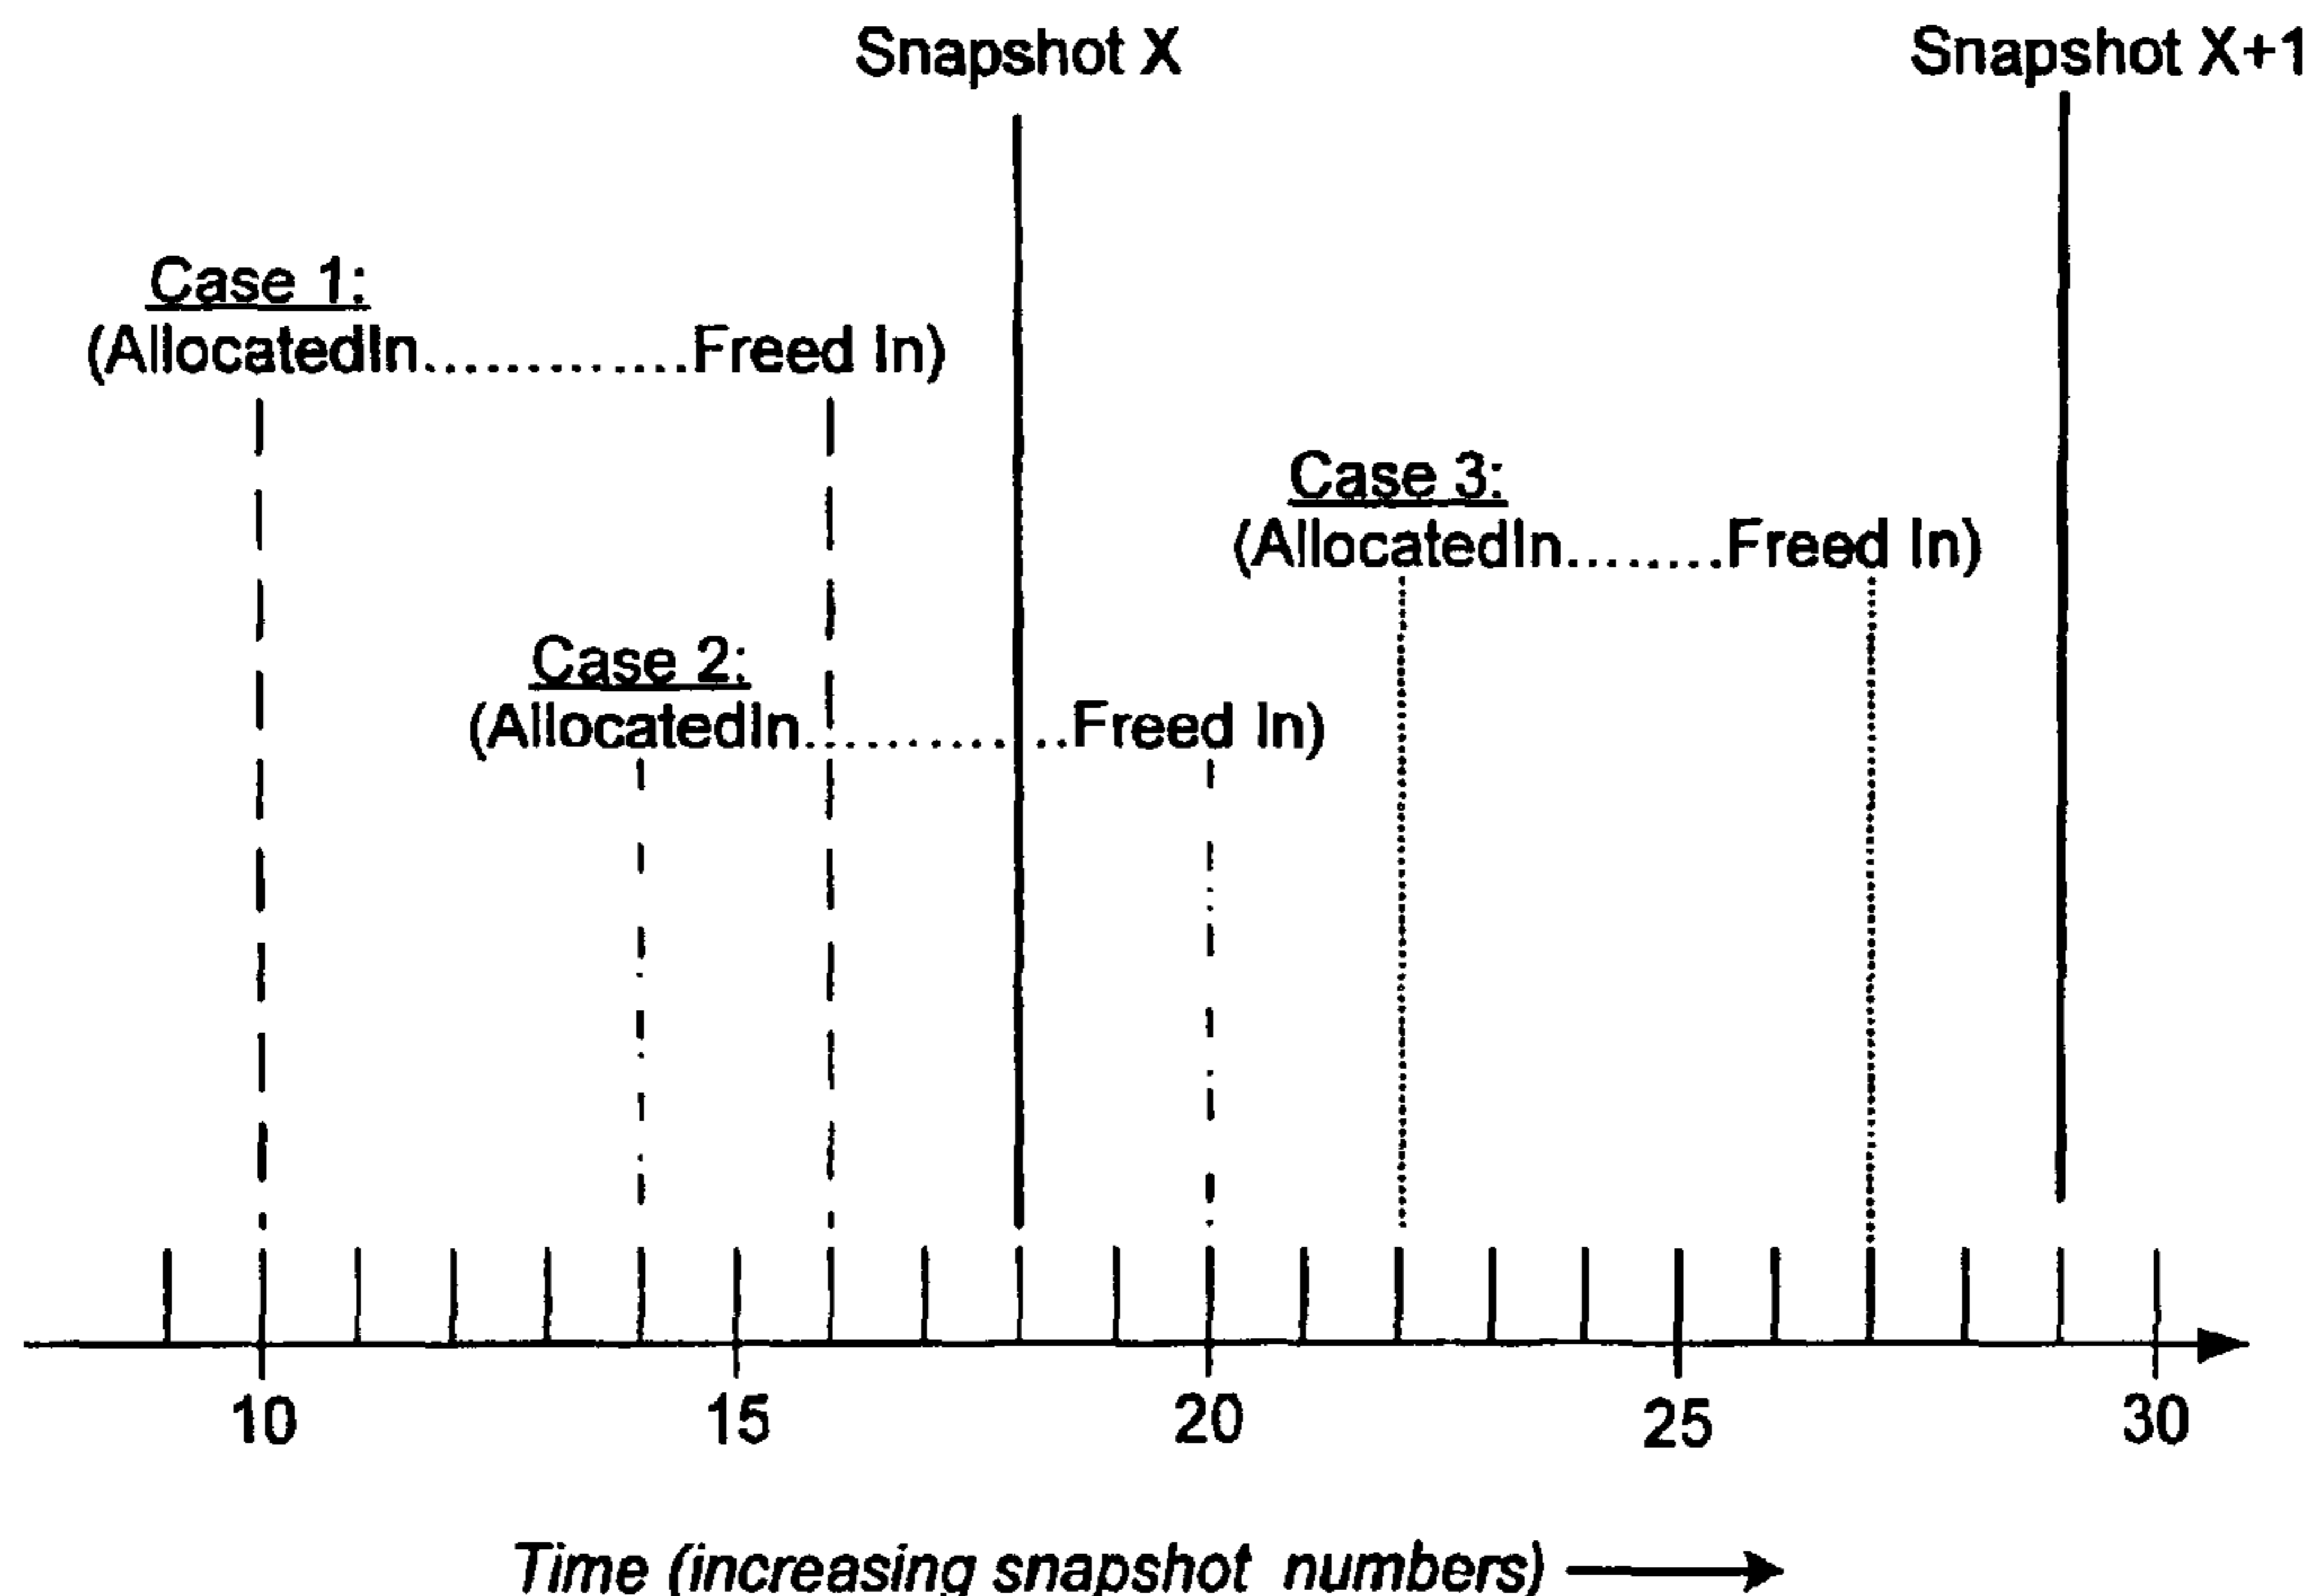 Snapshot X
Snapshot X+1
Case 1:
(AllocatedIn.............Freed In)
Case 3:
(AllocatedIn........Freed In)
Case 2:
(AllocatedIn..............Freed In)
10 15 20 25 30
Time (increasing snapshot numbers)